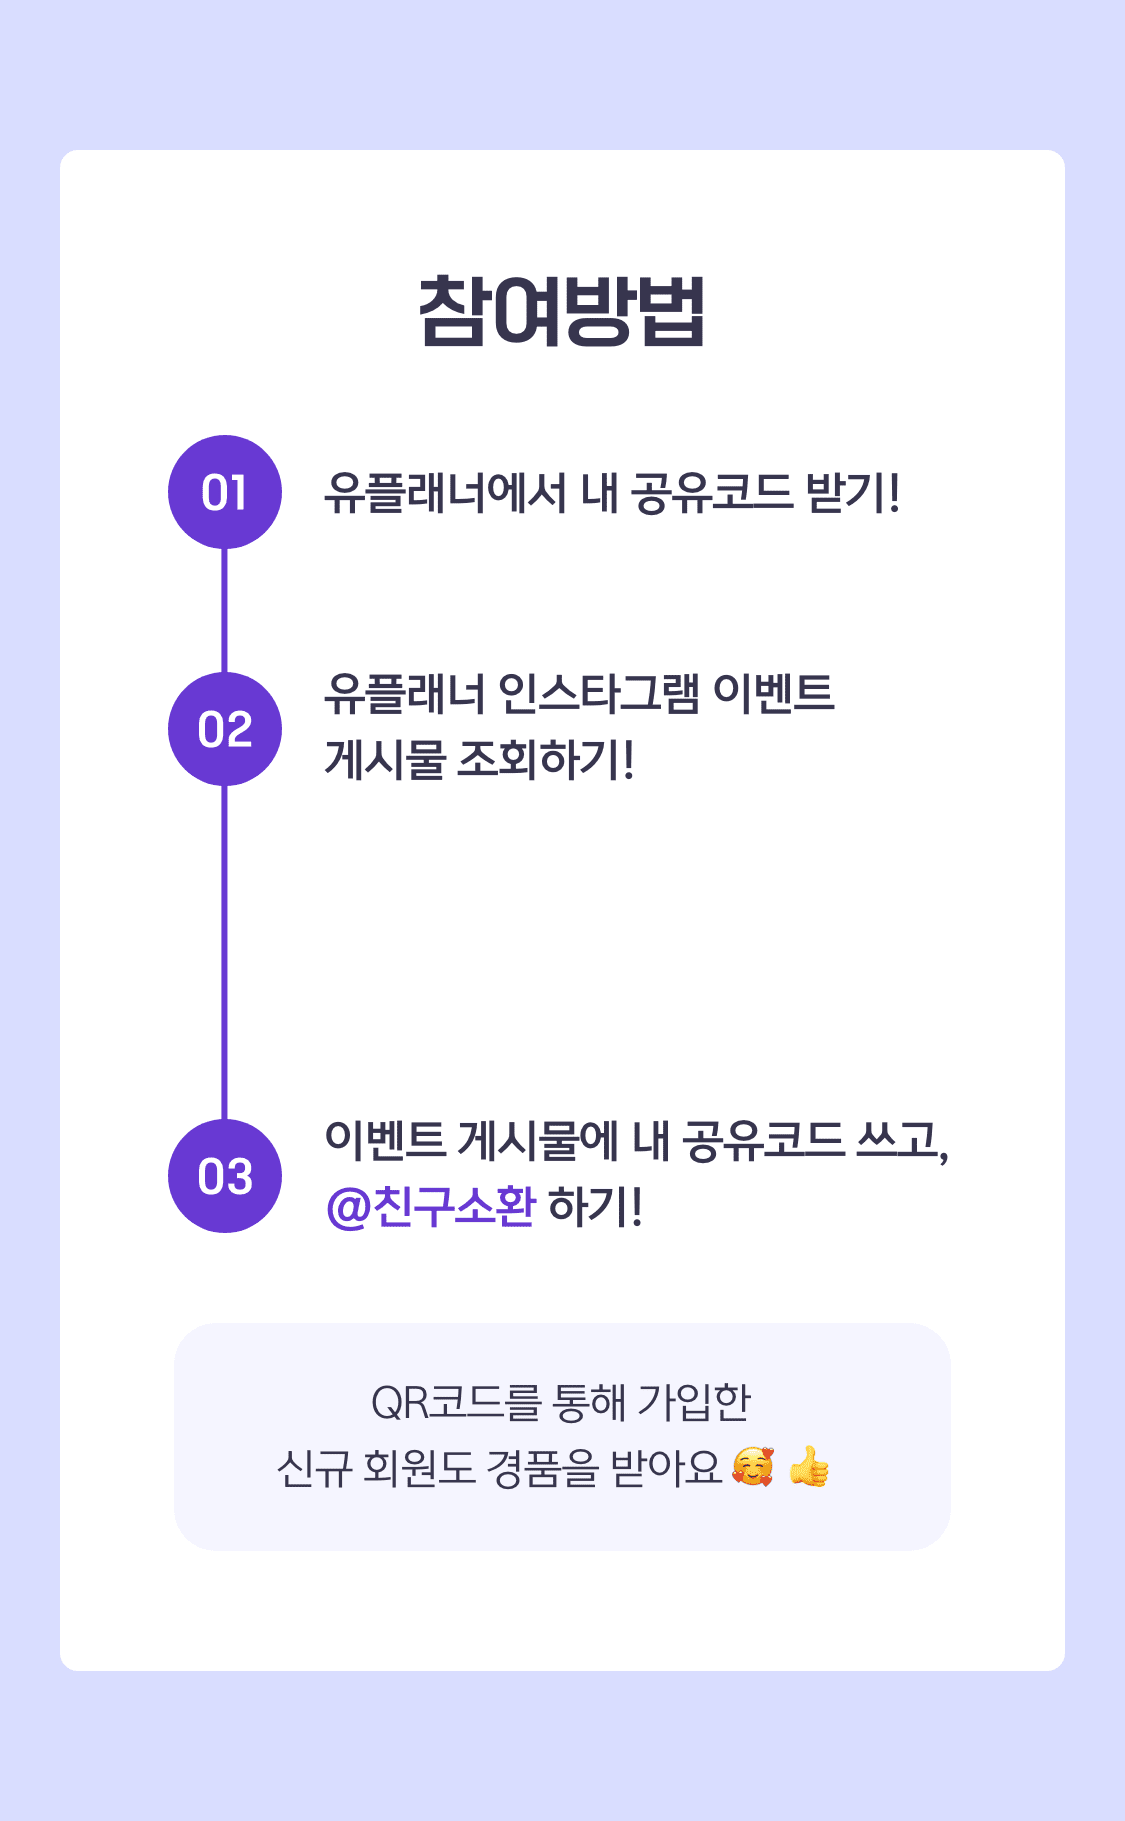 참여방법
01
유플래너에서 내 공유코드 받기!
02
유플래너 인스타그램 이벤트
게시물 조회하기!
03
이벤트 게시물에 내 공유코드 쓰고,
@친구소환 하기!
QR코드를 통해 가입한
신규 회원도 경품을 받아요 🥰 👍